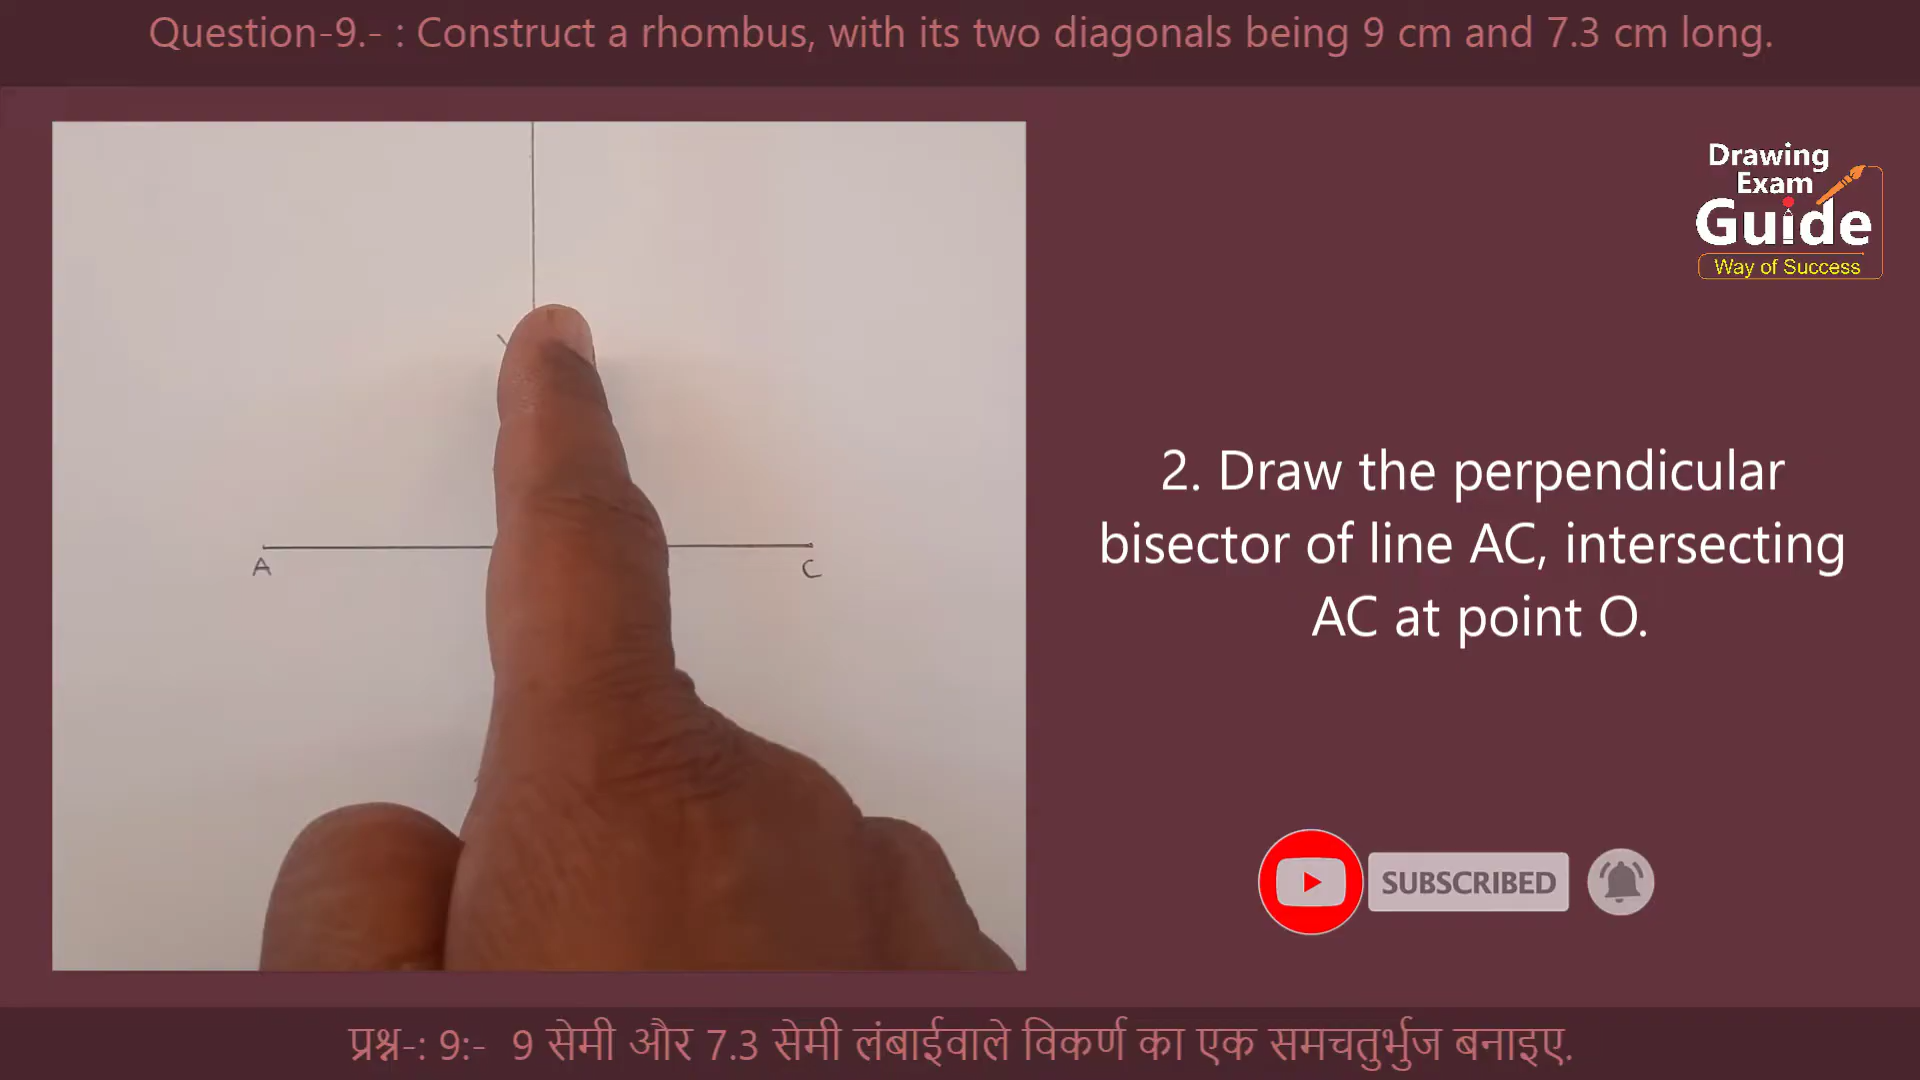 Question-9.- : Construct a rhombus, with its two diagonals being 9 cm and 7.3 cm long.
Drawing
Exam
Guide
Way of Success
2. Draw the perpendicular
bisector of line AC, intersecting
AC at point O.
A
C
SUBSCRIBED
प्रश्न-: 9:- 9 सेमी और 7.3 सेमी लंबाईवाले विकर्ण का एक समचतुर्भुज बनाइए.